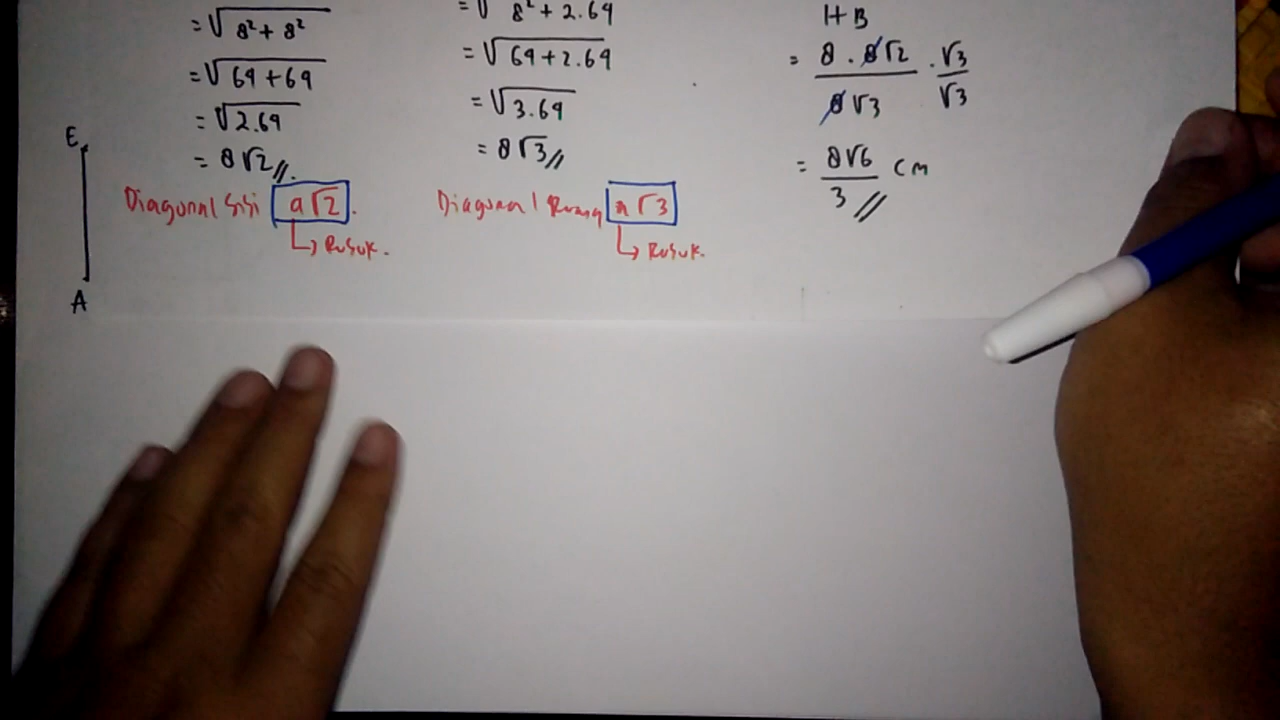 = √8² + 8²
= √64 + 64
= √2.64
= 8√2 //.
Diagonal Sisi a√2.
↳ Rusuk.
= √8² + 2.64
= √64 + 2.64
= √3.64
= 8√3 //
Diagonal Ruang a√3
↳ Rusuk.
HB
= 8 . 8√2 / 8√3 . √3 / √3
= 8√6 / 3 // cm
E
A